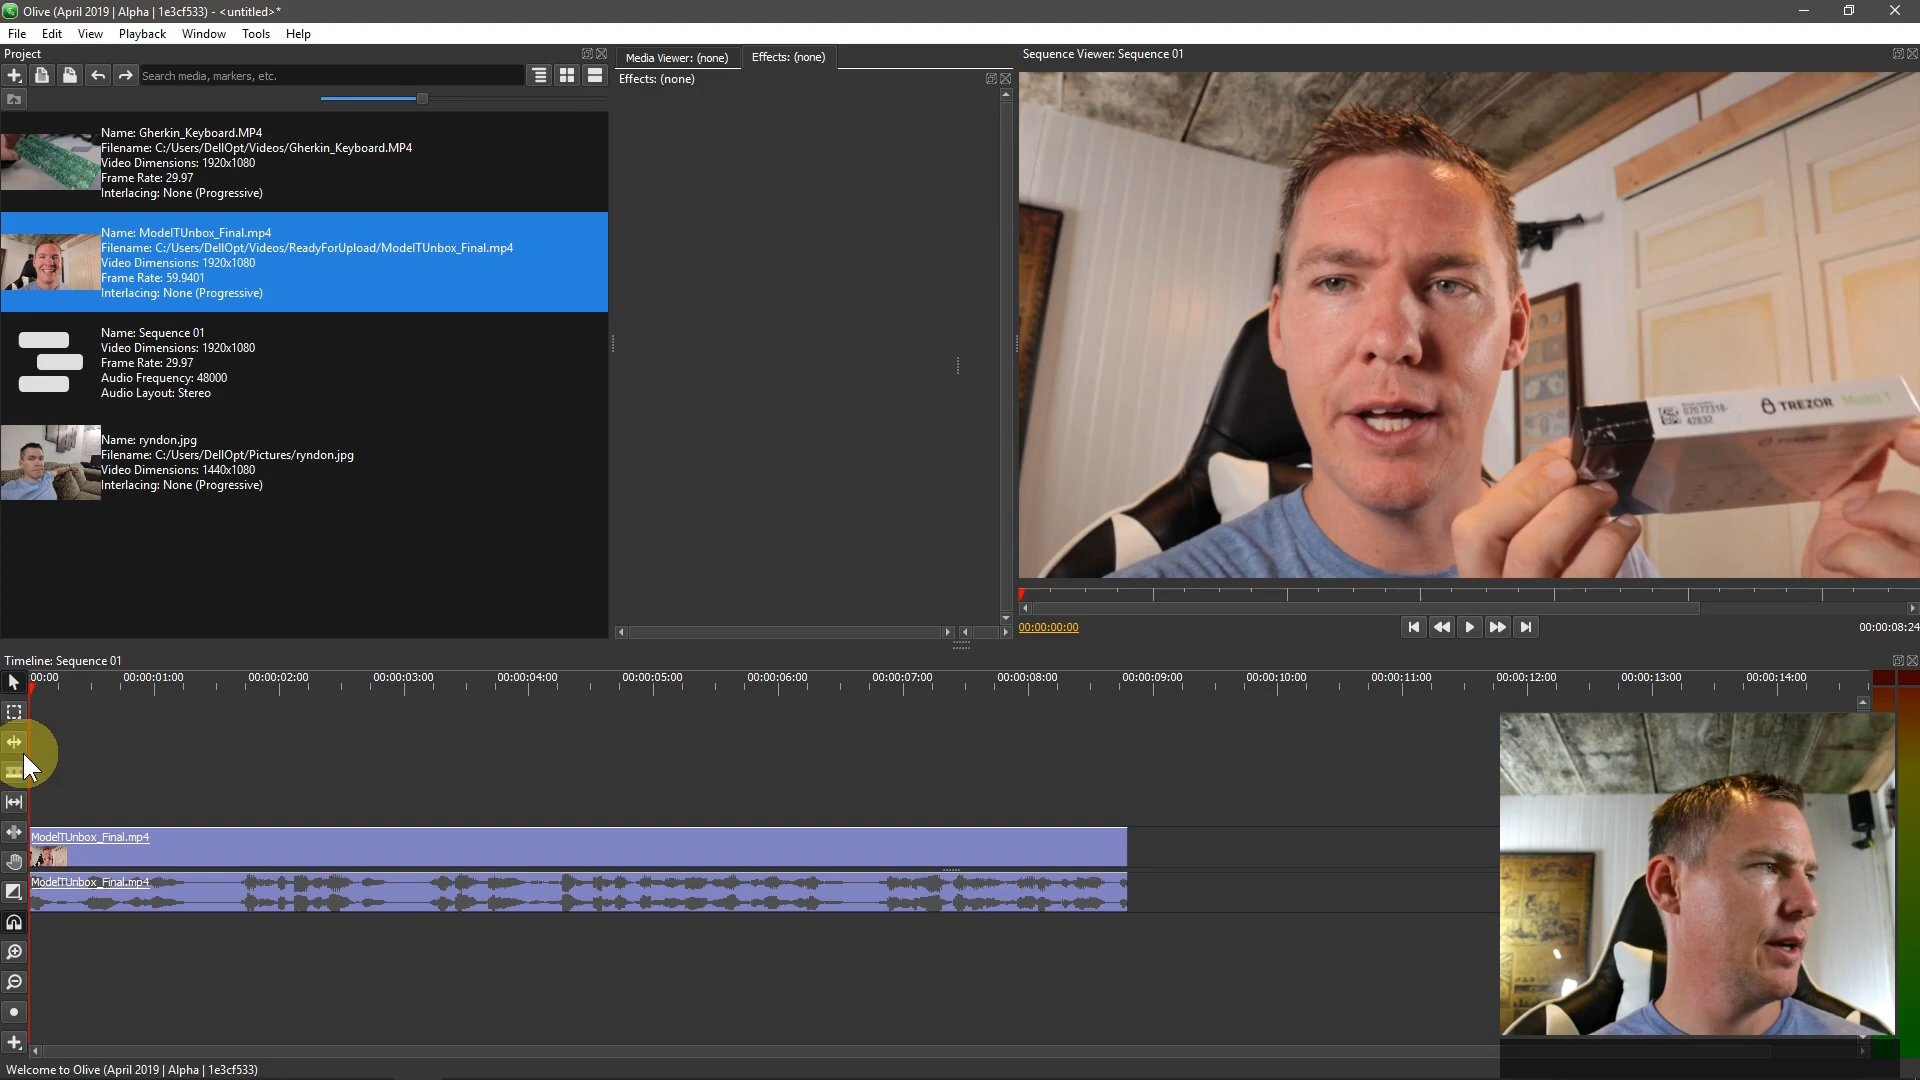 Olive (April 2019 | Alpha | 1e3cf533) - <untitled>*
File Edit View Playback Window Tools Help
Project
Search media, markers, etc.
Name: Gherkin_Keyboard.MP4
Filename: C:/Users/DellOpt/Videos/Gherkin_Keyboard.MP4
Video Dimensions: 1920x1080
Frame Rate: 29.97
Interlacing: None (Progressive)
Name: ModelTUnbox_Final.mp4
Filename: C:/Users/DellOpt/Videos/ReadyForUpload/ModelTUnbox_Final.mp4
Video Dimensions: 1920x1080
Frame Rate: 59.9401
Interlacing: None (Progressive)
Name: Sequence 01
Video Dimensions: 1920x1080
Frame Rate: 29.97
Audio Frequency: 48000
Audio Layout: Stereo
Name: ryndon.jpg
Filename: C:/Users/DellOpt/Pictures/ryndon.jpg
Video Dimensions: 1440x1080
Interlacing: None (Progressive)
Media Viewer: (none) Effects: (none)
Effects: (none)
Sequence Viewer: Sequence 01
TREZOR Model T
00:00:00:00
00:00:08:24
Timeline: Sequence 01
00:00 00:00:01:00 00:00:02:00 00:00:03:00 00:00:04:00 00:00:05:00 00:00:06:00 00:00:07:00 00:00:08:00 00:00:09:00 00:00:10:00 00:00:11:00 00:00:12:00 00:00:13:00 00:00:14:00
ModelTUnbox_Final.mp4
ModelTUnbox_Final.mp4
Welcome to Olive (April 2019 | Alpha | 1e3cf533)